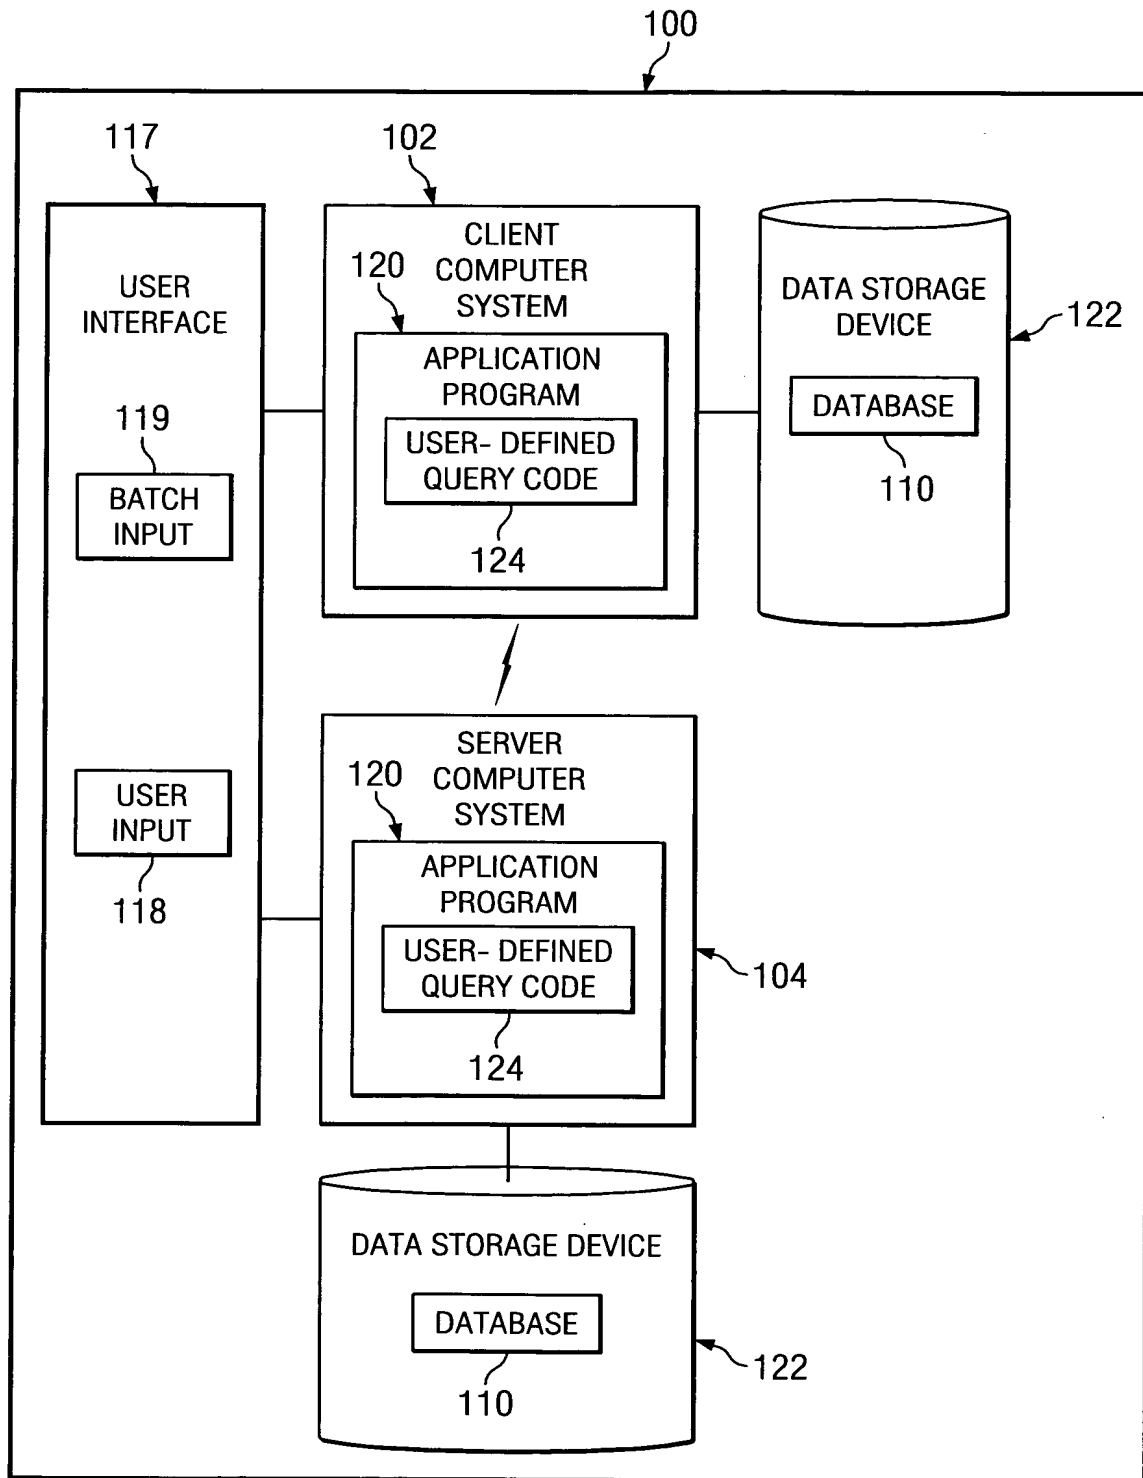 100
117
USER
INTERFACE
119
BATCH
INPUT
USER
INPUT
118
102
CLIENT
COMPUTER
SYSTEM
120
APPLICATION
PROGRAM
USER- DEFINED
QUERY CODE
124
DATA STORAGE
DEVICE
122
DATABASE
110
SERVER
COMPUTER
SYSTEM
120
APPLICATION
PROGRAM
USER- DEFINED
QUERY CODE
104
124
DATA STORAGE DEVICE
DATABASE
122
110